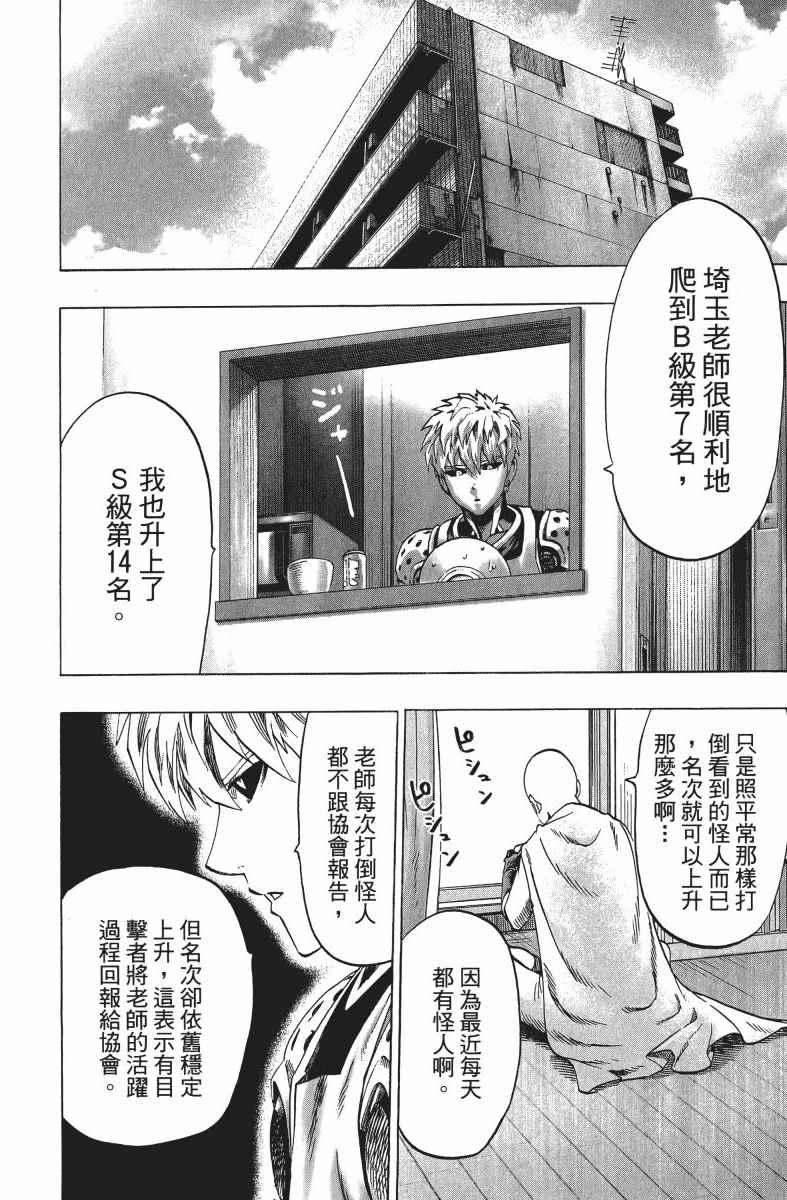 埼玉老師很順利地
爬到B級第7名，
我也升上了
S級第14名。
只是照平常那樣打
倒看到的怪人而已
，名次就可以上升
那麼多啊…
因為最近每天
都有怪人啊。
ピシュン
ピシュン
老師每次打倒怪人
都不跟協會報告，
但名次卻依舊穩定
上升，這表示有目
擊者將老師的活躍
過程回報給協會。